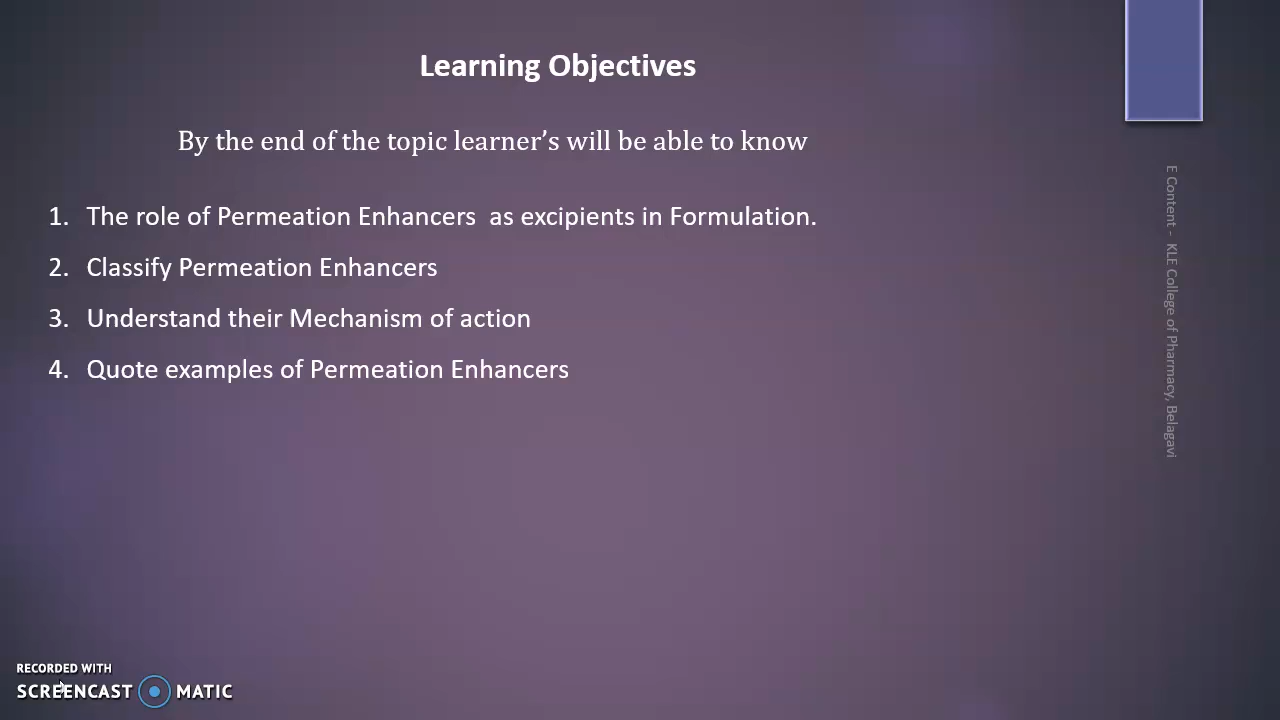 Learning Objectives
By the end of the topic learner’s will be able to know
1. The role of Permeation Enhancers  as excipients in Formulation.
2. Classify Permeation Enhancers
3. Understand their Mechanism of action
4. Quote examples of Permeation Enhancers
E Content -  KLE College of Pharmacy, Belagavi
RECORDED WITH
SCREENCAST MATIC